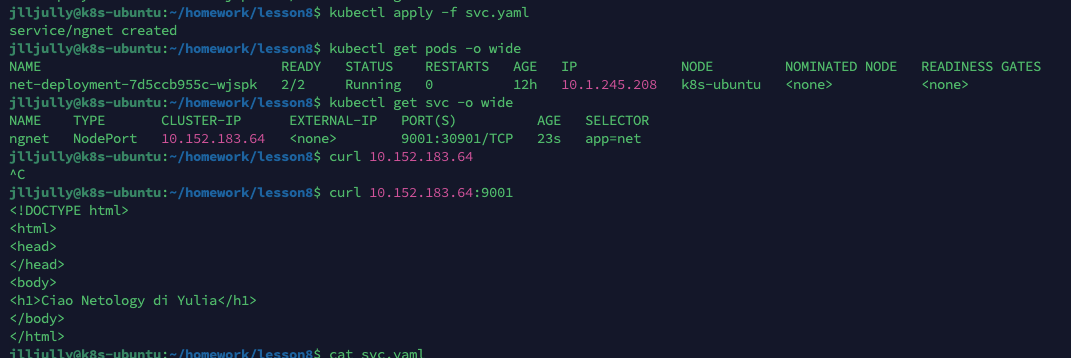 jlljully@k8s-ubuntu:~/homework/lesson8$ kubectl apply -f svc.yaml
service/ngnet created
jlljully@k8s-ubuntu:~/homework/lesson8$ kubectl get pods -o wide
NAME READY STATUS RESTARTS AGE IP NODE NOMINATED NODE READINESS GATES
net-deployment-7d5ccb955c-wjspk 2/2 Running 0 12h 10.1.245.208 k8s-ubuntu <none> <none>
jlljully@k8s-ubuntu:~/homework/lesson8$ kubectl get svc -o wide
NAME TYPE CLUSTER-IP EXTERNAL-IP PORT(S) AGE SELECTOR
ngnet NodePort 10.152.183.64 <none> 9001:30901/TCP 23s app=net
jlljully@k8s-ubuntu:~/homework/lesson8$ curl 10.152.183.64
^C
jlljully@k8s-ubuntu:~/homework/lesson8$ curl 10.152.183.64:9001
<!DOCTYPE html>
<html>
<head>
</head>
<body>
<h1>Ciao Netology di Yulia</h1>
</body>
</html>
jlljully@k8s-ubuntu:~/homework/lesson8$ cat svc.yaml